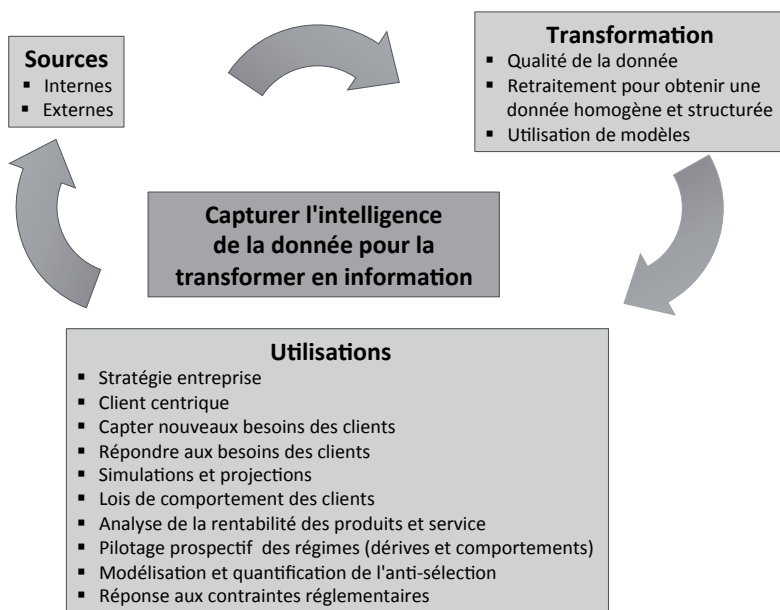 Sources
▪ Internes
▪ Externes
Transformation
▪ Qualité de la donnée
▪ Retraitement pour obtenir une
donnée homogène et structurée
▪ Utilisation de modèles
Capturer l'intelligence
de la donnée pour la
transformer en information
Utilisations
▪ Stratégie entreprise
▪ Client centrique
▪ Capter nouveaux besoins des clients
▪ Répondre aux besoins des clients
▪ Simulations et projections
▪ Lois de comportement des clients
▪ Analyse de la rentabilité des produits et service
▪ Pilotage prospectif des régimes (dérives et comportements)
▪ Modélisation et quantification de l'anti-sélection
▪ Réponse aux contraintes réglementaires